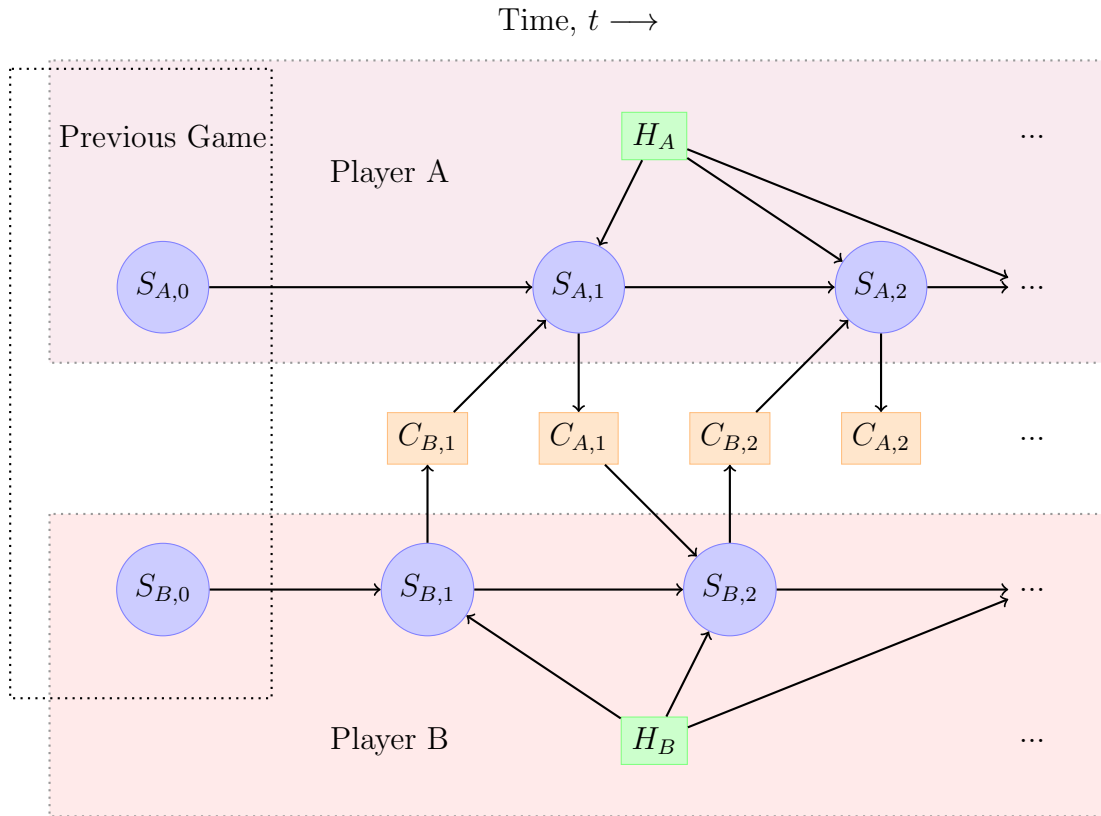 Time, t ⟶
Previous Game
H_A
...
Player A
S_{A,0}
S_{A,1}
S_{A,2}
...
C_{B,1}
C_{A,1}
C_{B,2}
C_{A,2}
...
S_{B,0}
S_{B,1}
S_{B,2}
...
Player B
H_B
...